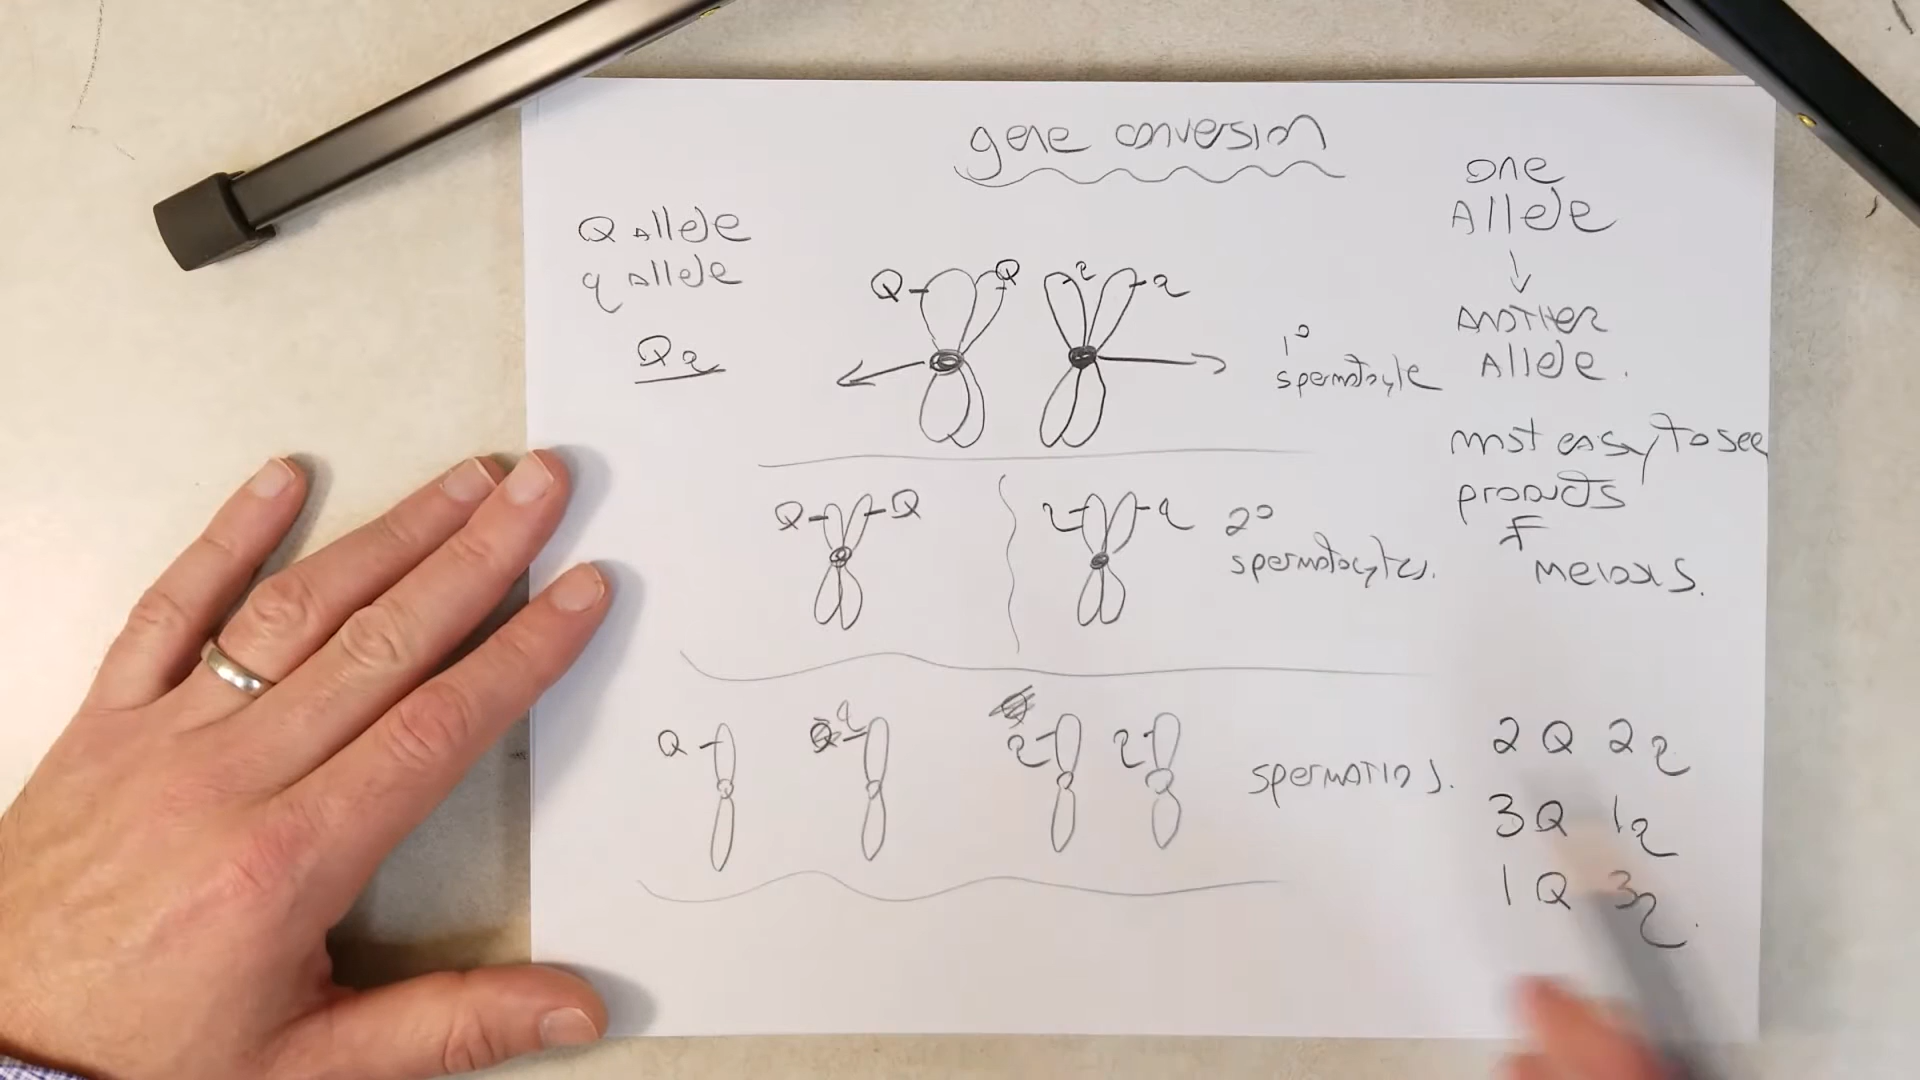 gene conversion
Q Allele
q Allele
Qq
Q Q q q
1° spermatocyte
one
Allele
↓
Another
Allele.
most easy to see
products
of
meiosis.
Q Q q q
2°
spermatocytes.
Q q q q
spermatids.
2Q 2q
3Q 1q
1Q 3q.